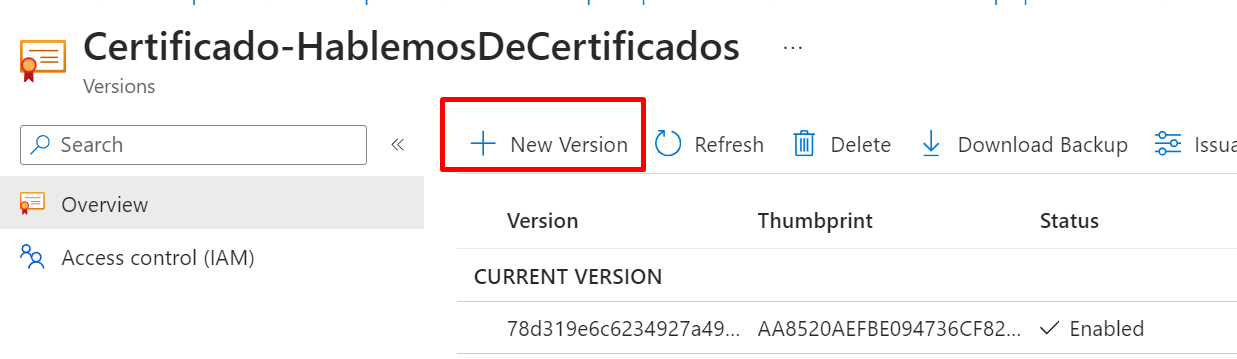 Certificado-HablemosDeCertificados ...
Versions
Search «
+ New Version Refresh Delete Download Backup Issua
Overview
Access control (IAM)
Version Thumbprint Status
CURRENT VERSION
78d319e6c6234927a49... AA8520AEFBE094736CF82... ✓ Enabled